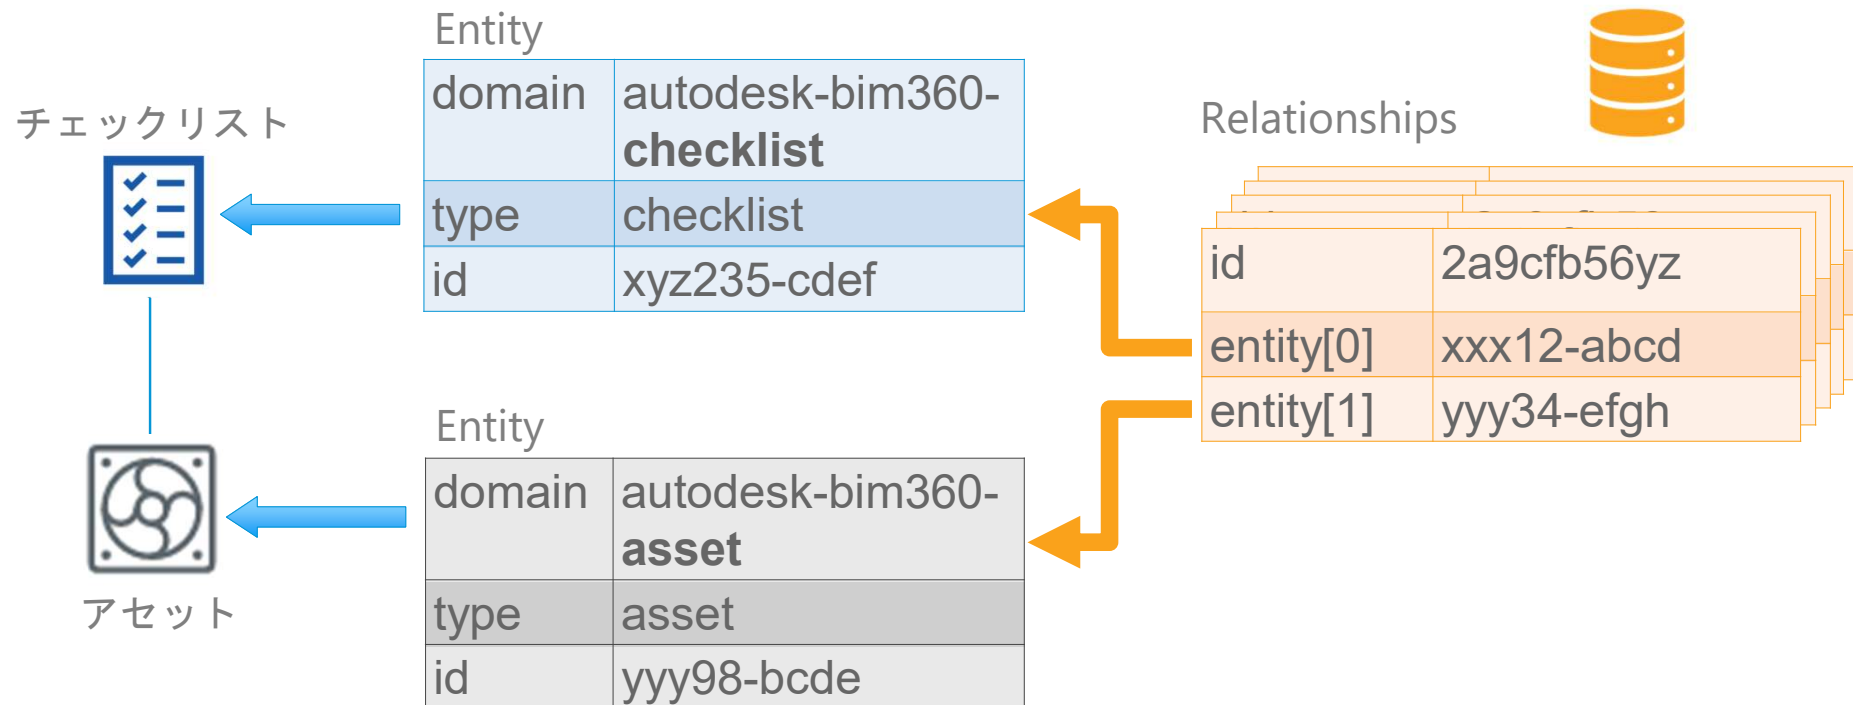 チェックリスト
アセット
Entity
domain autodesk-bim360-
checklist
type checklist
id xyz235-cdef
Entity
domain autodesk-bim360-
asset
type asset
id yyy98-bcde
Relationships
id 2a9cfb56yz
entity[0] xxx12-abcd
entity[1] yyy34-efgh